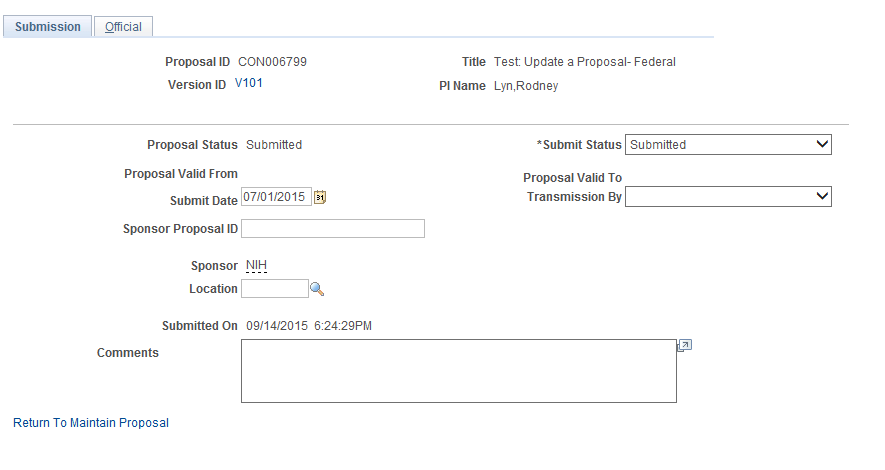 Submission Official
Proposal ID CON006799 Title Test: Update a Proposal- Federal
Version ID V101 PI Name Lyn,Rodney
Proposal Status Submitted *Submit Status Submitted
Proposal Valid From Proposal Valid To
Submit Date 07/01/2015 31 Transmission By
Sponsor Proposal ID
Sponsor NIH
Location
Submitted On 09/14/2015 6:24:29PM
Comments
Return To Maintain Proposal